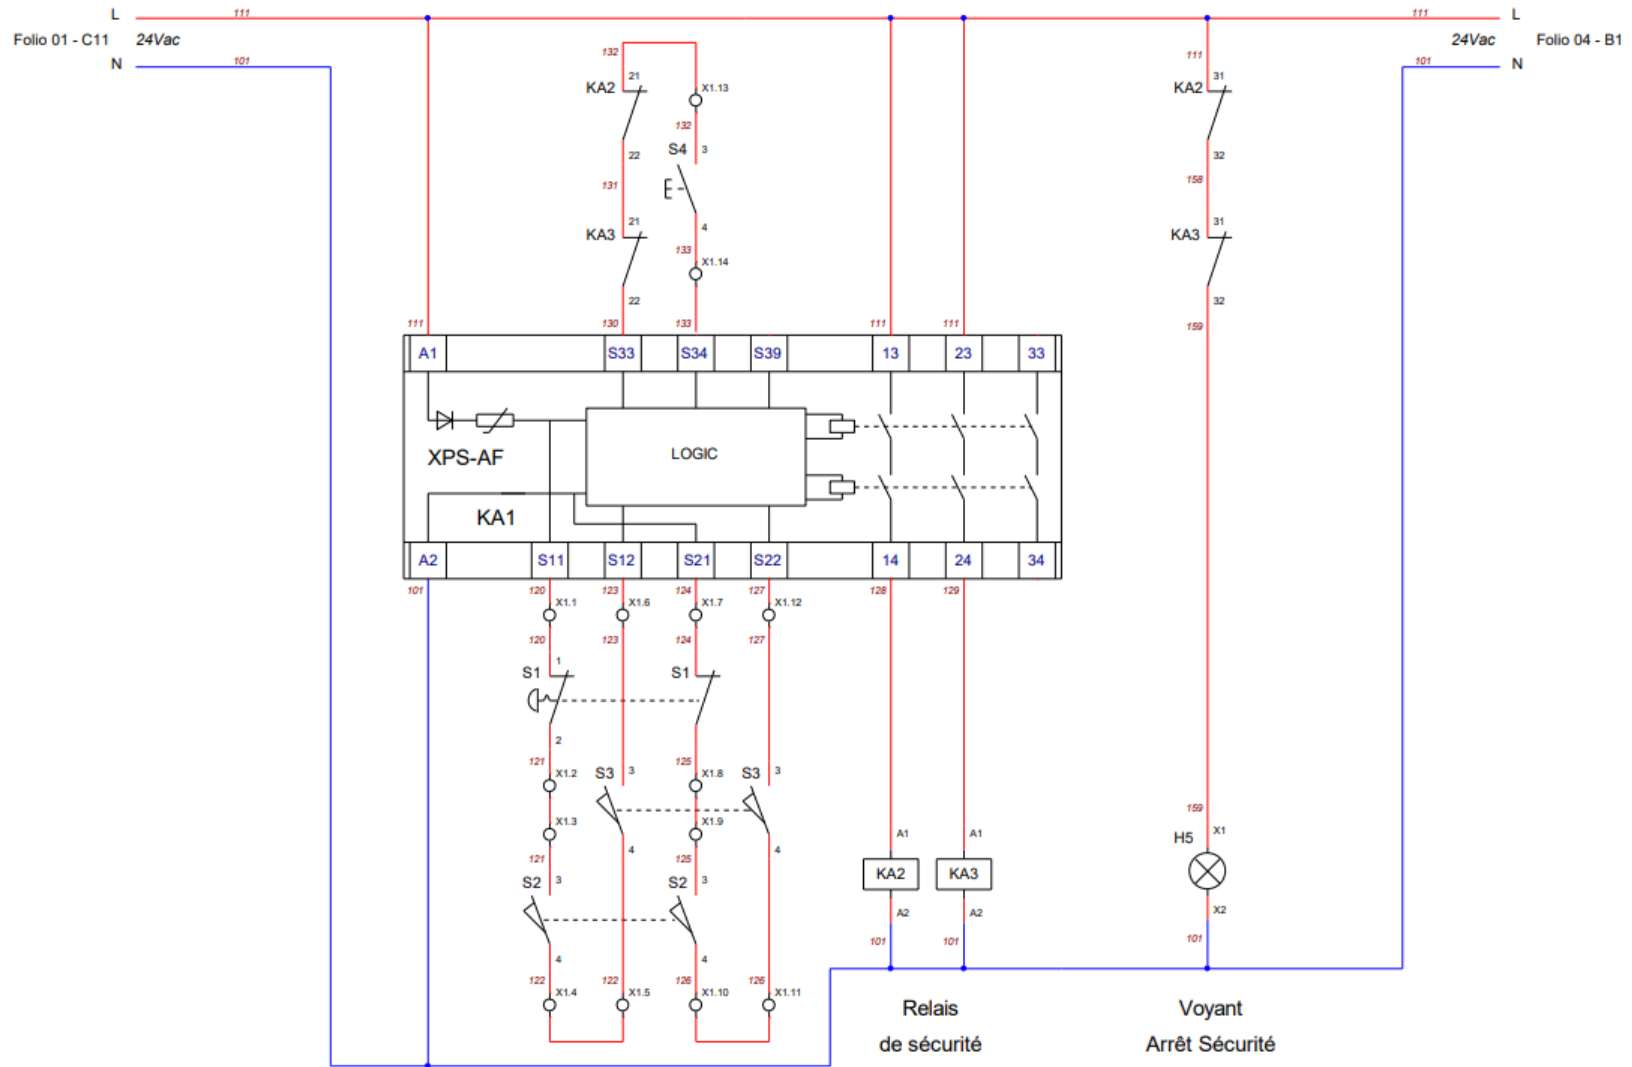 L 111 111 L
Folio 01 - C11 24Vac 24Vac Folio 04 - B1
N 101 101 N
132 111
21 31
KA2 X1.13 KA2
132
S4 3
22 32
131 158
21 31
KA3 4 KA3
133
X1.14
22 32
111 130 133 111 111 159
A1 S33 S34 S39 13 23 33
XPS-AF LOGIC
KA1
A2 S11 S12 S21 S22 14 24 34
101 120 123 124 127 128 129
X1.1 X1.6 X1.7 X1.12
120 123 124 127
1
S1 S1
2
121 125
X1.2 S3 3 X1.8 S3 3
159
X1.3 X1.9 A1 A1 X1
H5
121 4 125 4
S2 3 S2 3 KA2 KA3
A2 A2 X2
101 101 101
4 4
122 122 126 126
X1.4 X1.5 X1.10 X1.11
Relais Voyant
de sécurité Arrêt Sécurité